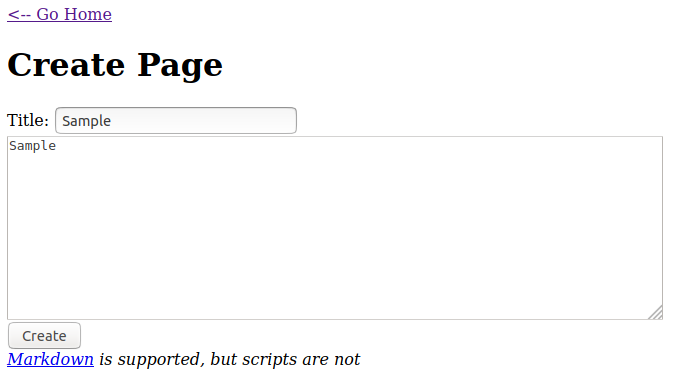 <-- Go Home
Create Page
Title: Sample
Sample
Create
Markdown is supported, but scripts are not